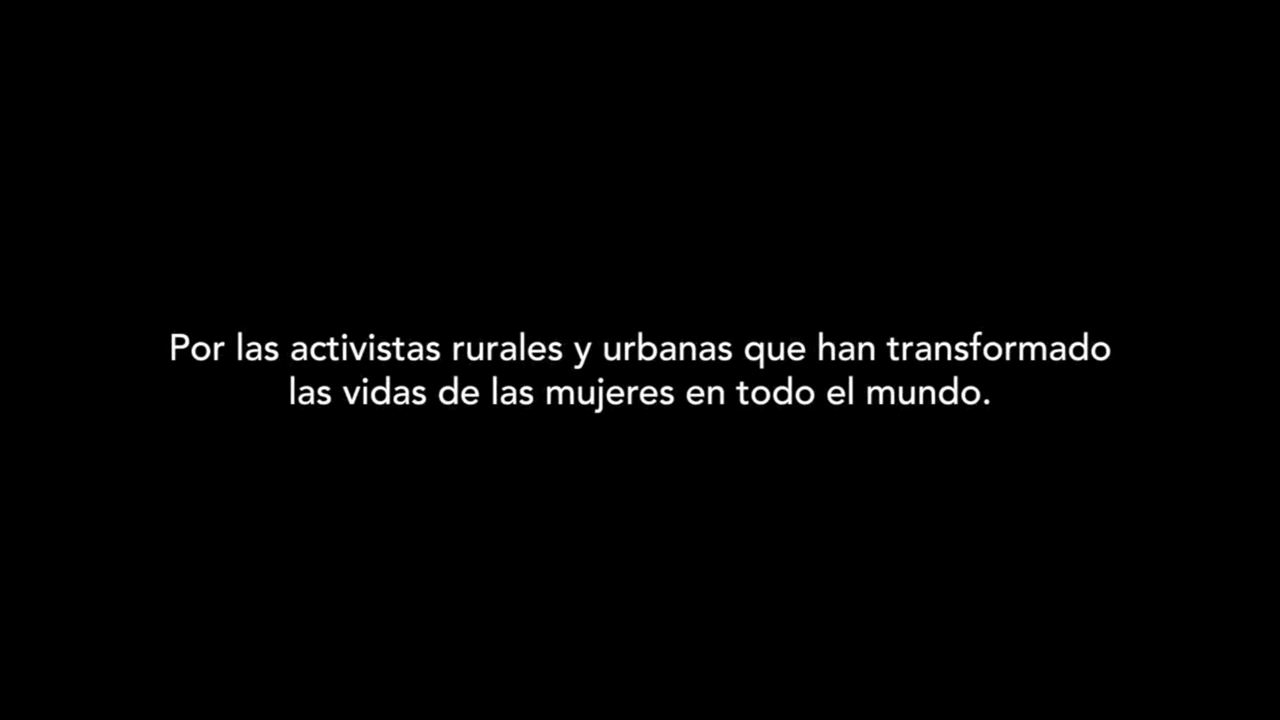 Por las activistas rurales y urbanas que han transformado
las vidas de las mujeres en todo el mundo.